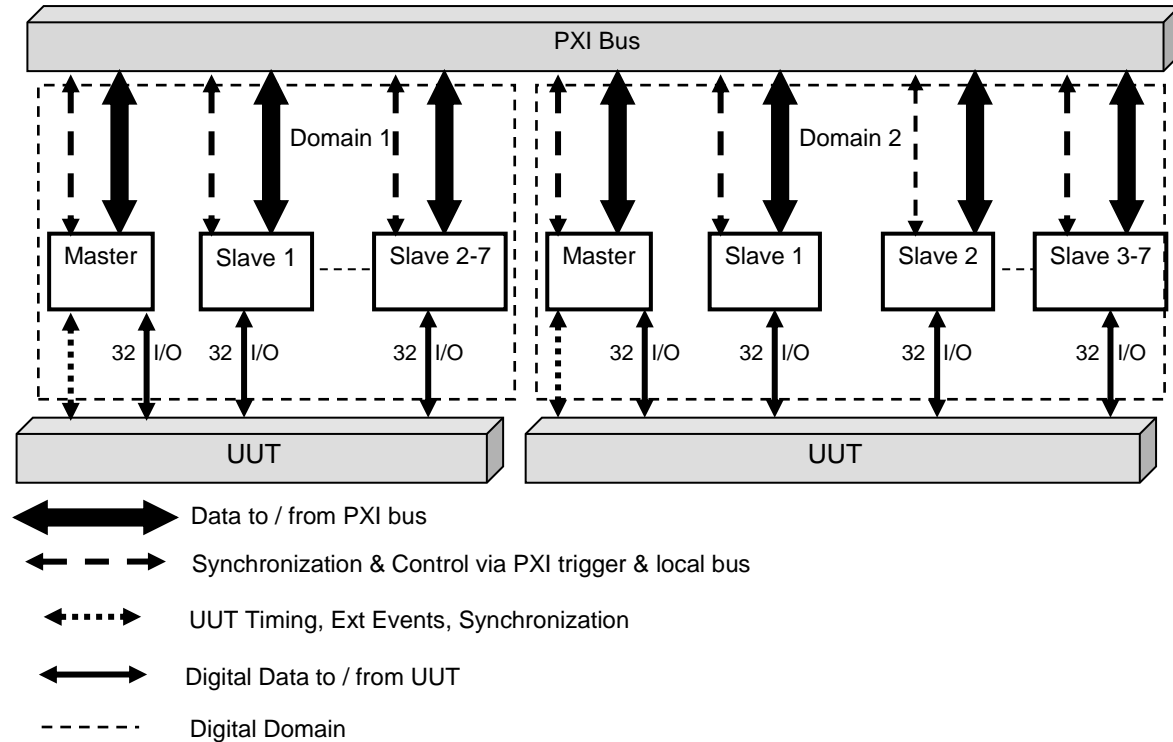 PXI Bus
Domain 1
Domain 2
Master
Slave 1
Slave 2-7
Master
Slave 1
Slave 2
Slave 3-7
32 I/O
32 I/O
32 I/O
32 I/O
32 I/O
32 I/O
32 I/O
UUT
UUT
Data to / from PXI bus
Synchronization & Control via PXI trigger & local bus
UUT Timing, Ext Events, Synchronization
Digital Data to / from UUT
Digital Domain